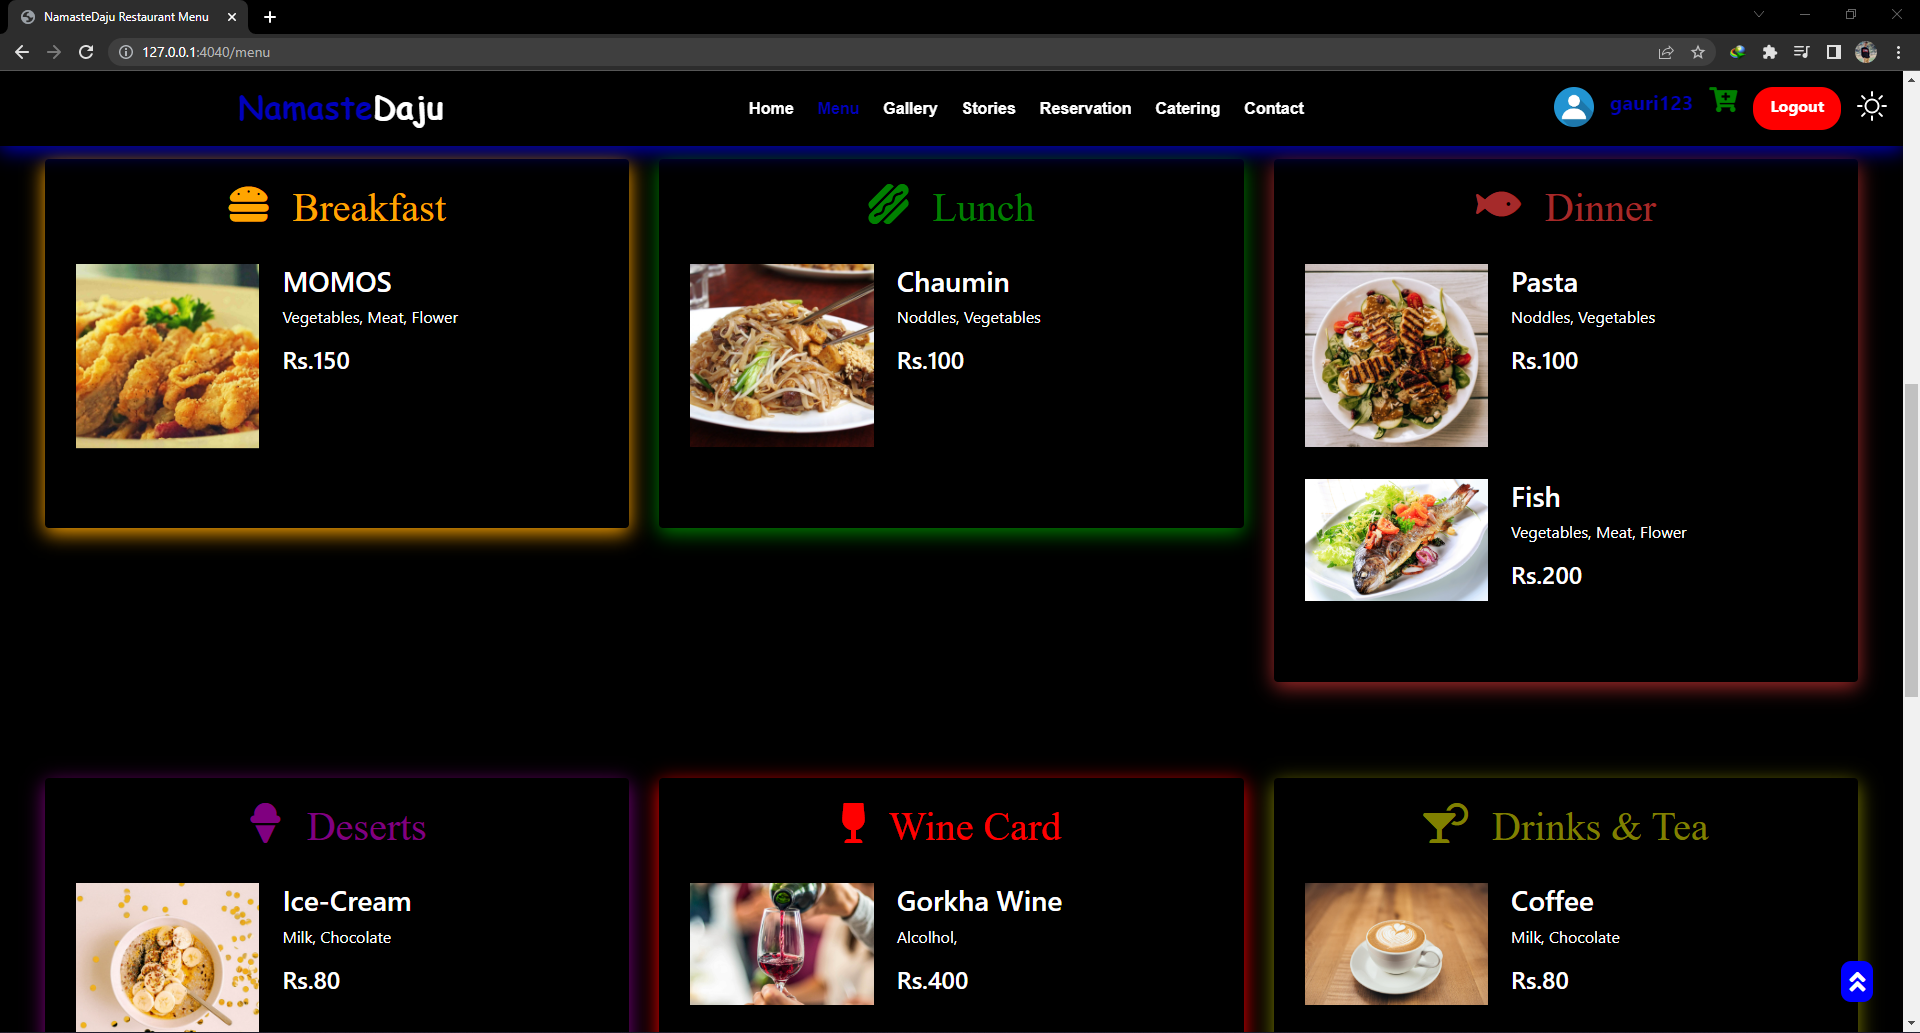 NamasteDaju Restaurant Menu
127.0.0.1:4040/menu
NamasteDaju
Home Menu Gallery Stories Reservation Catering Contact
gauri123
Logout
Breakfast
MOMOS
Vegetables, Meat, Flower
Rs.150
Lunch
Chaumin
Noddles, Vegetables
Rs.100
Dinner
Pasta
Noddles, Vegetables
Rs.100
Fish
Vegetables, Meat, Flower
Rs.200
Deserts
Ice-Cream
Milk, Chocolate
Rs.80
Wine Card
Gorkha Wine
Alcolhol,
Rs.400
Drinks & Tea
Coffee
Milk, Chocolate
Rs.80